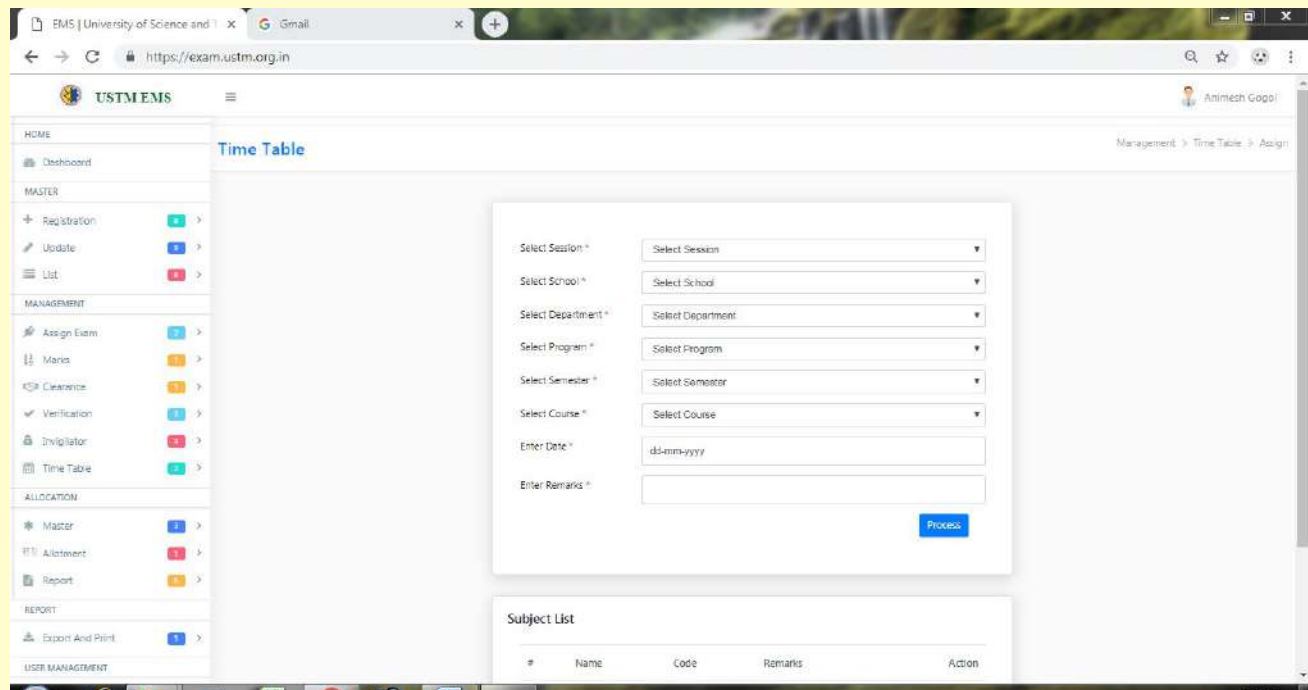 EMS | University of Science and T
Gmail
https://exam.ustm.org.in
USTM EMS
Animesh Gogoi
HOME
Dashboard
Time Table
Management > Time Table > Assign
MASTER
Registration
Update
List
MANAGEMENT
Assign Exam
Marks
Clearance
Verification
Invigilator
Time Table
ALLOCATION
Master
Allotment
Report
REPORT
Export And Print
USER MANAGEMENT
Select Session *
Select Session
Select School *
Select School
Select Department *
Select Department
Select Program *
Select Program
Select Semester *
Select Semester
Select Course *
Select Course
Enter Date *
dd-mm-yyyy
Enter Remarks *
Process
Subject List
# Name Code Remarks Action